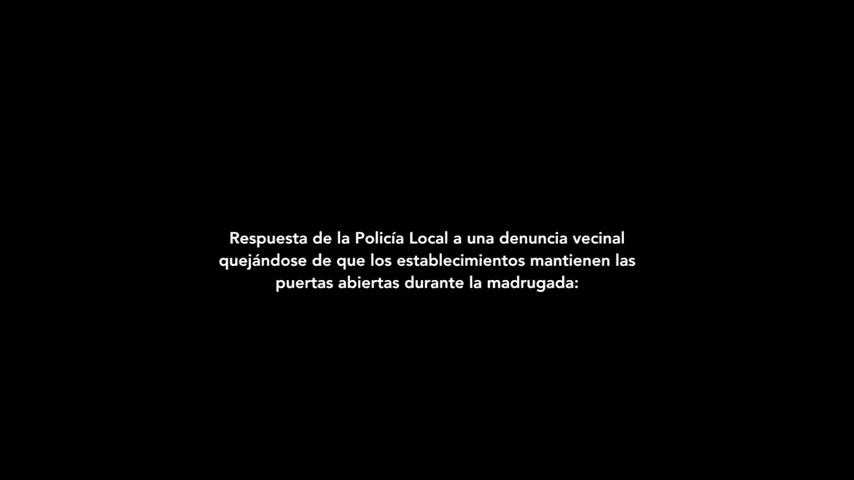 Respuesta de la Policía Local a una denuncia vecinal
quejándose de que los establecimientos mantienen las
puertas abiertas durante la madrugada: